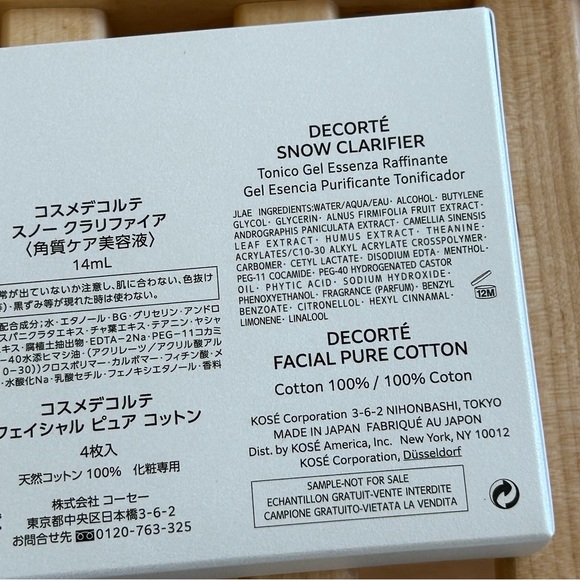 コスメデコルテ
スノー クラリファイア
〈角質ケア美容液〉
14mL
常が出ていないか注意し、肌に合わない、色抜け
等)・黒ずみ等が現れた時は使わない。
配合成分:水・エタノール・BG・グリセリン・アンドロ
スパニクラタエキス・チャ葉エキス・テアニン・ヤシャ
エキス・腐植土抽出物・EDTA-2Na・PEG-11コカミ
-40水添ヒマシ油・(アクリレーツ/アクリル酸アル
0-30))クロスポリマー・カルボマー・フィチン酸・メ
・水酸化Na・乳酸セチル・フェノキシエタノール・香料
コスメデコルテ
フェイシャル ピュア コットン
4枚入
天然コットン100% 化粧専用
株式会社 コーセー
東京都中央区日本橋3-6-2
お問合せ先 0120-763-325
DECORTÉ
SNOW CLARIFIER
Tonico Gel Essenza Raffinante
Gel Esencia Purificante Tonificador
JLAE INGREDIENTS:WATER/AQUA/EAU・ALCOHOL・BUTYLENE
GLYCOL・GLYCERIN・ALNUS FIRMIFOLIA FRUIT EXTRACT・
ANDROGRAPHIS PANICULATA EXTRACT・CAMELLIA SINENSIS
LEAF EXTRACT・HUMUS EXTRACT・THEANINE・
ACRYLATES/C10-30 ALKYL ACRYLATE CROSSPOLYMER・
CARBOMER・CETYL LACTATE・DISODIUM EDTA・MENTHOL・
PEG-11 COCAMIDE・PEG-40 HYDROGENATED CASTOR
OIL・PHYTIC ACID・SODIUM HYDROXIDE・
PHENOXYETHANOL・FRAGRANCE (PARFUM)・BENZYL
BENZOATE・CITRONELLOL・HEXYL CINNAMAL・
LIMONENE・LINALOOL
12M
DECORTÉ
FACIAL PURE COTTON
Cotton 100% / 100% Coton
KOSÉ Corporation 3-6-2 NIHONBASHI, TOKYO
MADE IN JAPAN FABRIQUÉ AU JAPON
Dist. by KOSÉ America, Inc. New York, NY 10012
KOSÉ Corporation, Düsseldorf
SAMPLE-NOT FOR SALE
ECHANTILLON GRATUIT-VENTE INTERDITE
CAMPIONE GRATUITO-VIETATA LA VENDITA